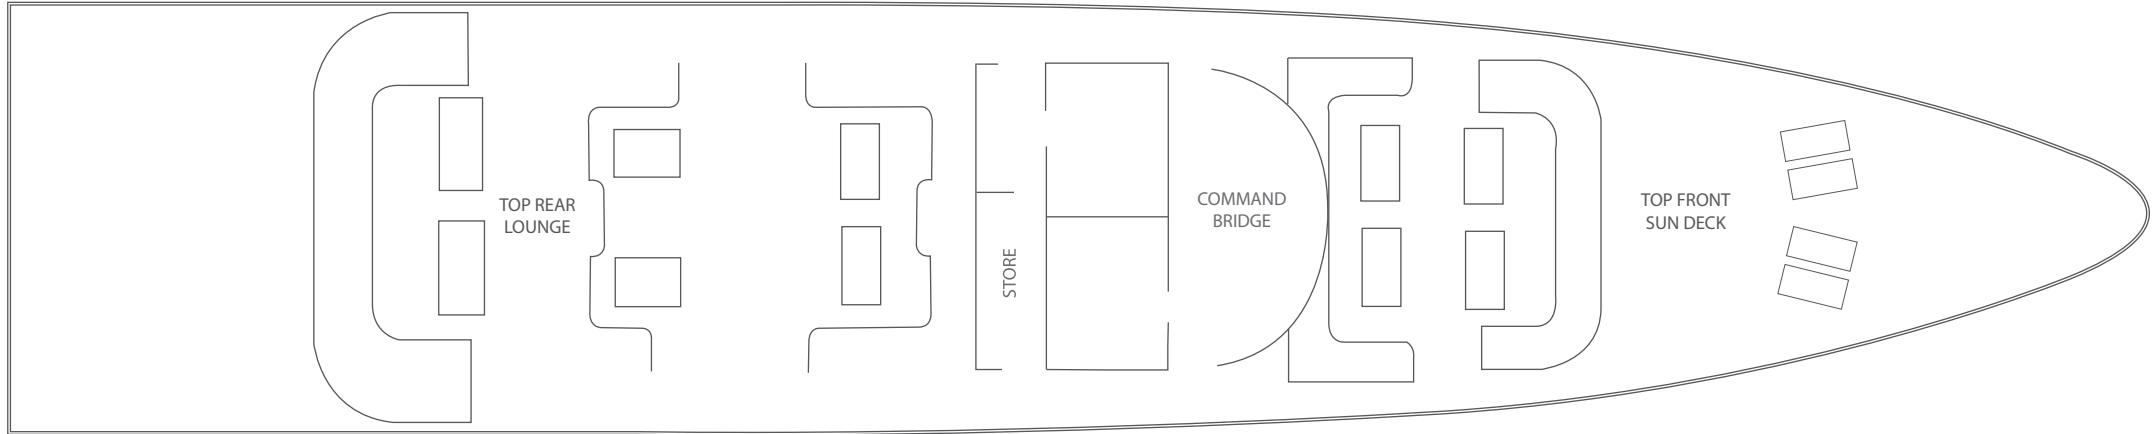 TOP REAR
LOUNGE
STORE
COMMAND
BRIDGE
TOP FRONT
SUN DECK